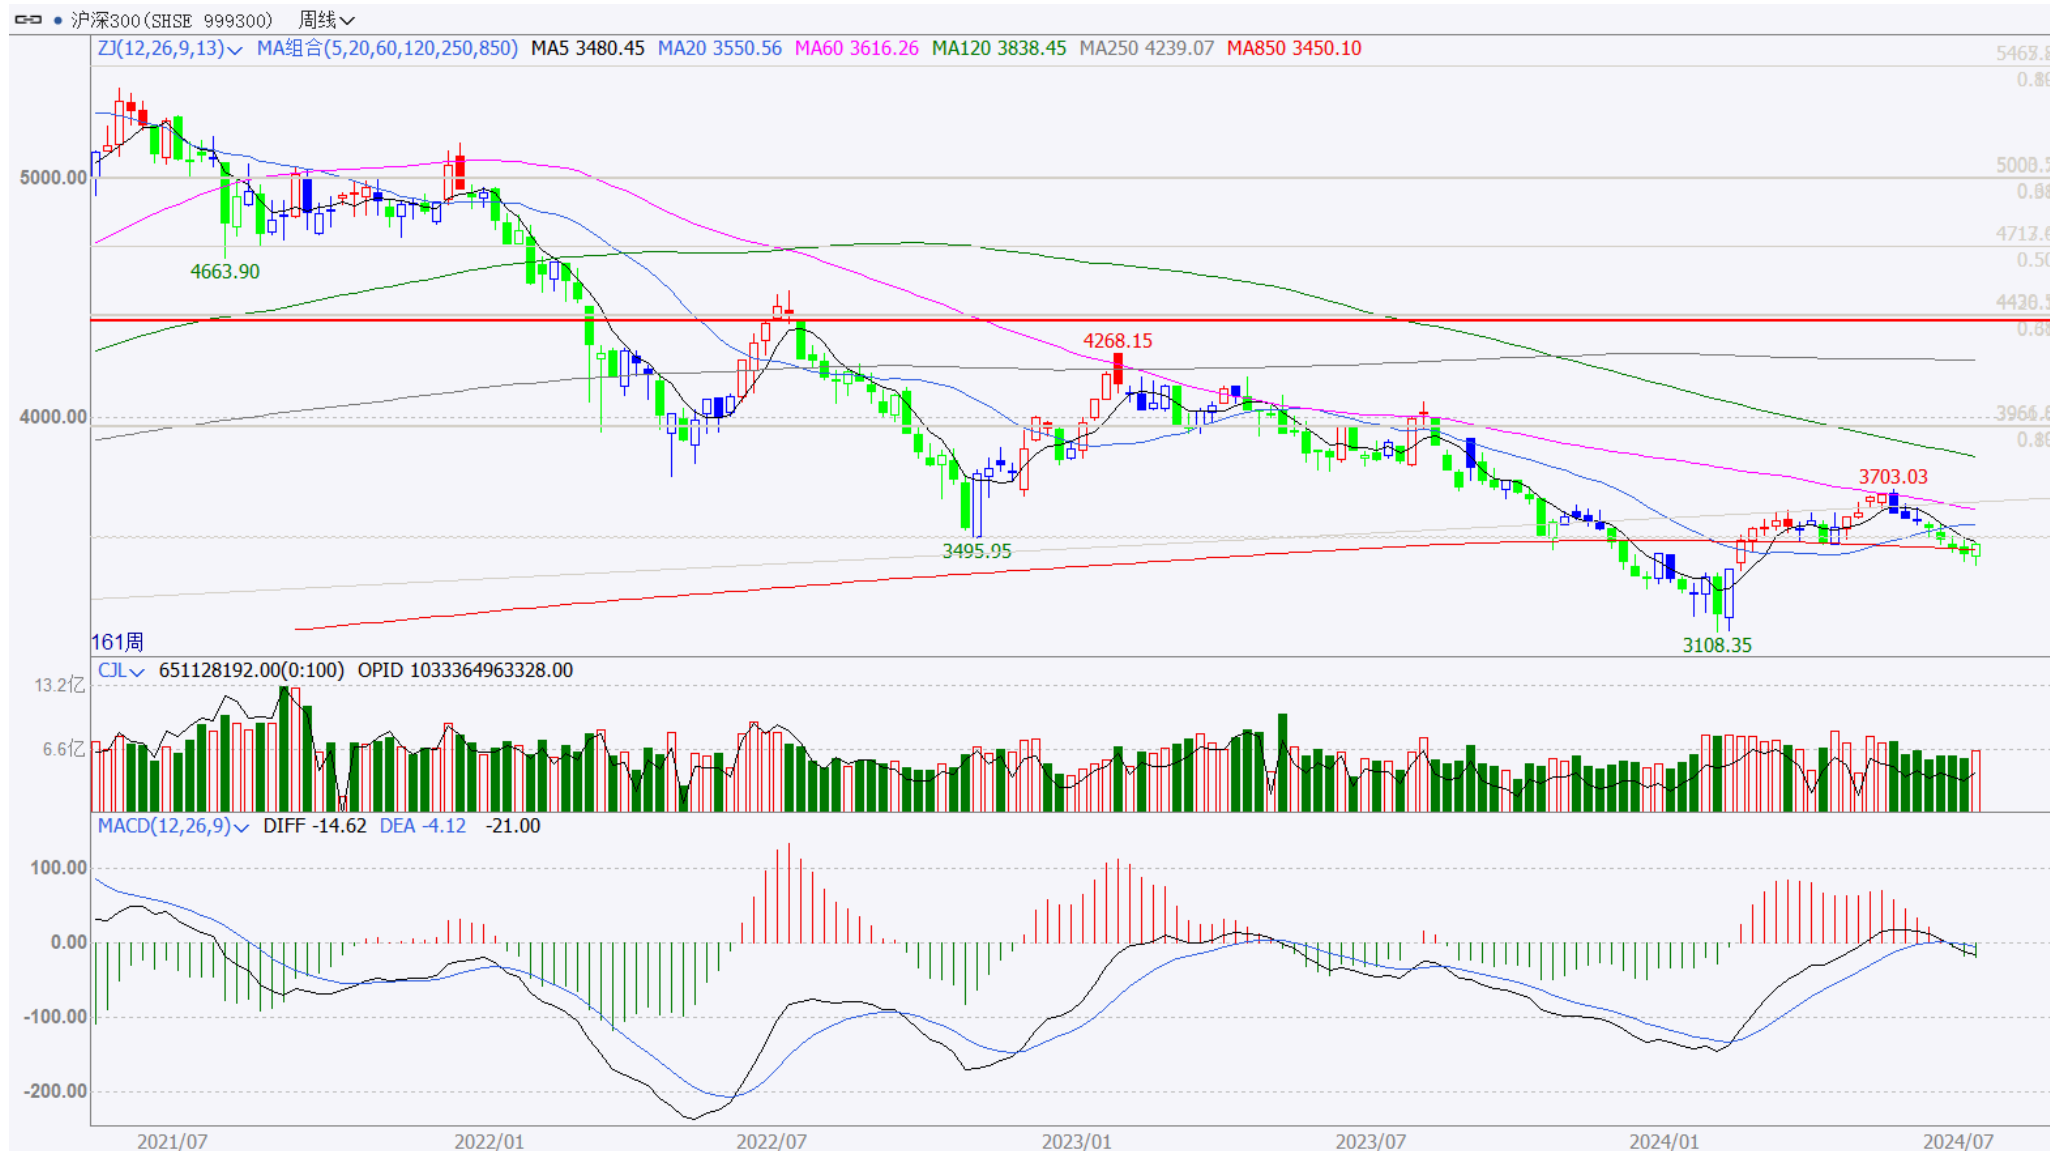 沪深300(SHSE 999300) 周线
ZJ(12,26,9,13) MA组合(5,20,60,120,250,850) MA5 3480.45 MA20 3550.56 MA60 3616.26 MA120 3838.45 MA250 4239.07 MA850 3450.10
5000.00
4663.90
4268.15
4000.00
3703.03
3495.95
161周
3108.35
CJL 651128192.00(0:100) OPID 1033364963328.00
13.2亿
6.6亿
MACD(12,26,9) DIFF -14.62 DEA -4.12 -21.00
100.00
0.00
-100.00
-200.00
2021/07 2022/01 2022/07 2023/01 2023/07 2024/01 2024/07